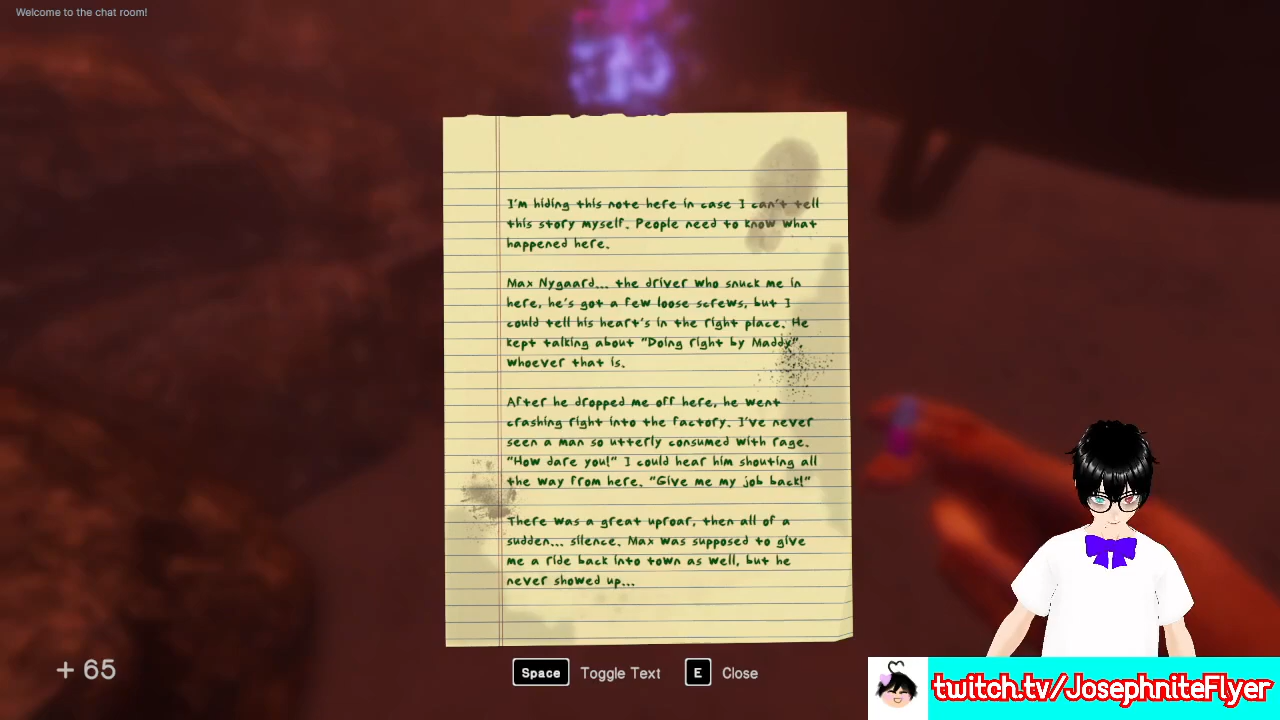 Welcome to the chat room!
I'm hiding this note here in case I can't tell
this story myself. People need to know what
happened here.
Max Nygaard... the driver who snuck me in
here, he's got a few loose screws, but I
could tell his heart's in the right place. He
kept talking about "Doing right by Maddy",
whoever that is.
After he dropped me off here, he went
crashing right into the factory. I've never
seen a man so utterly consumed with rage.
"How dare you!" I could hear him shouting all
the way from here. "Give me my job back!"
There was a great uproar, then all of a
sudden... silence. Max was supposed to give
me a ride back into town as well, but he
never showed up...
+ 65
Space Toggle Text E Close
twitch.tv/JosephniteFlyer